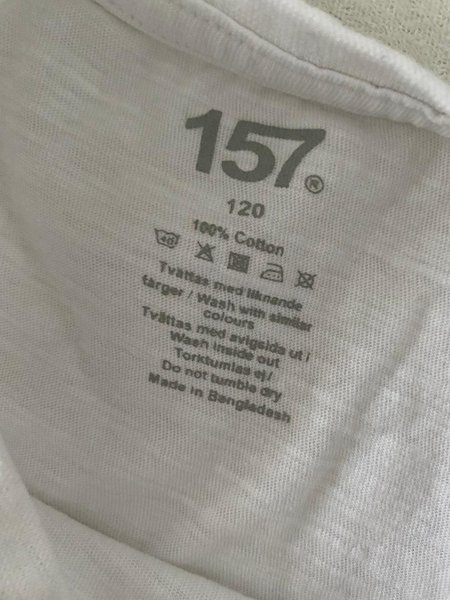 157®
120
100% Cotton
40
Tvättas med liknande
färger / Wash with similar
colours
Tvättas med avigsida ut /
Wash inside out
Torktumlas ej /
Do not tumble dry
Made in Bangladesh